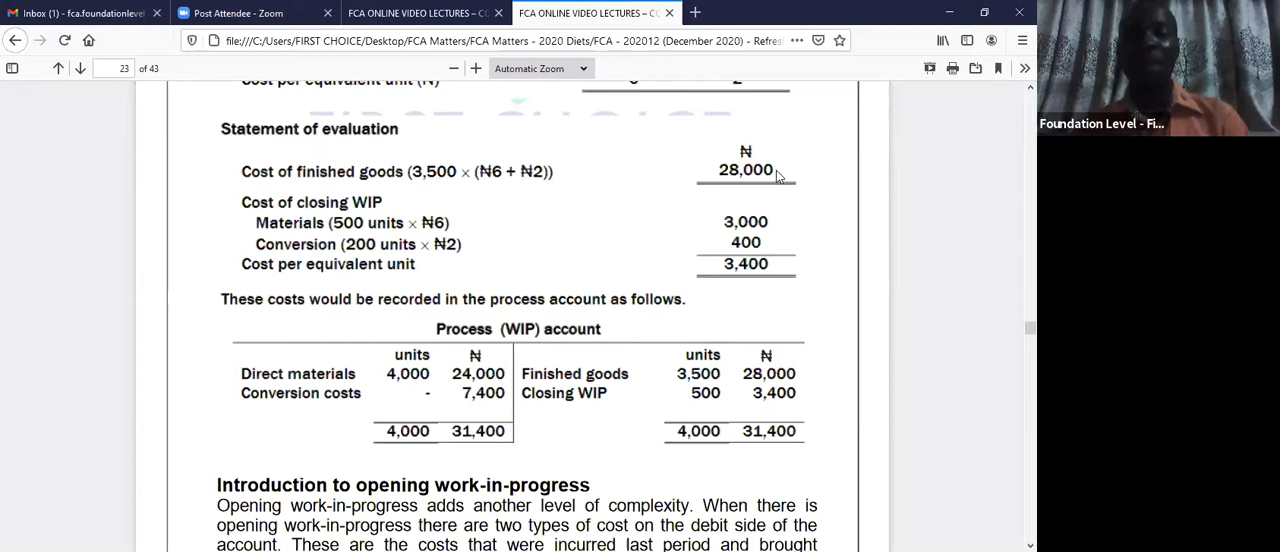 Inbox (1) - fca.foundationlevel
Post Attendee - Zoom
FCA ONLINE VIDEO LECTURES – CC
FCA ONLINE VIDEO LECTURES – CC
file:///C:/Users/FIRST CHOICE/Desktop/FCA Matters/FCA Matters - 2020 Diets/FCA - 202012 (December 2020) - Refres
23 of 43
Automatic Zoom
Foundation Level - Fi...
Cost per equivalent unit (₦)
Statement of evaluation
₦
Cost of finished goods (3,500 × (₦6 + ₦2)) 28,000
Cost of closing WIP
Materials (500 units × ₦6) 3,000
Conversion (200 units × ₦2) 400
Cost per equivalent unit 3,400
These costs would be recorded in the process account as follows.
Process (WIP) account
units ₦ units ₦
Direct materials 4,000 24,000 Finished goods 3,500 28,000
Conversion costs - 7,400 Closing WIP 500 3,400
4,000 31,400 4,000 31,400
Introduction to opening work-in-progress
Opening work-in-progress adds another level of complexity. When there is
opening work-in-progress there are two types of cost on the debit side of the
account. These are the costs that were incurred last period and brought